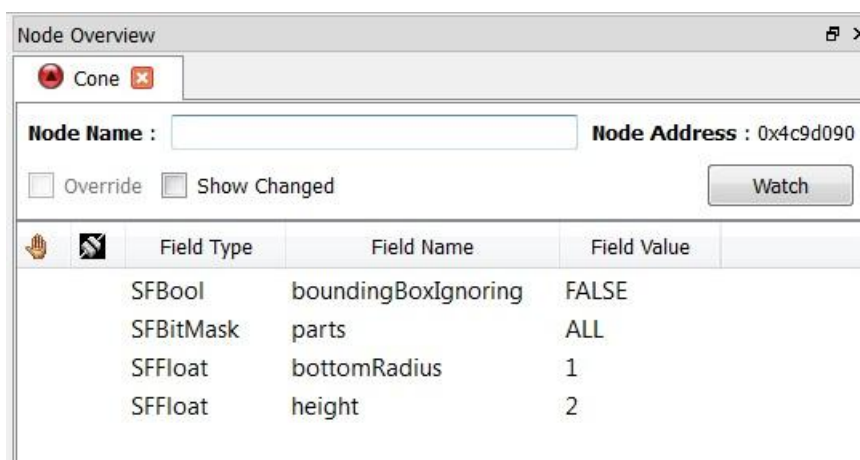 Node Overview
Cone
Node Name : Node Address : 0x4c9d090
Override Show Changed Watch
Field Type Field Name Field Value
SFBool boundingBoxIgnoring FALSE
SFBitMask parts ALL
SFFloat bottomRadius 1
SFFloat height 2